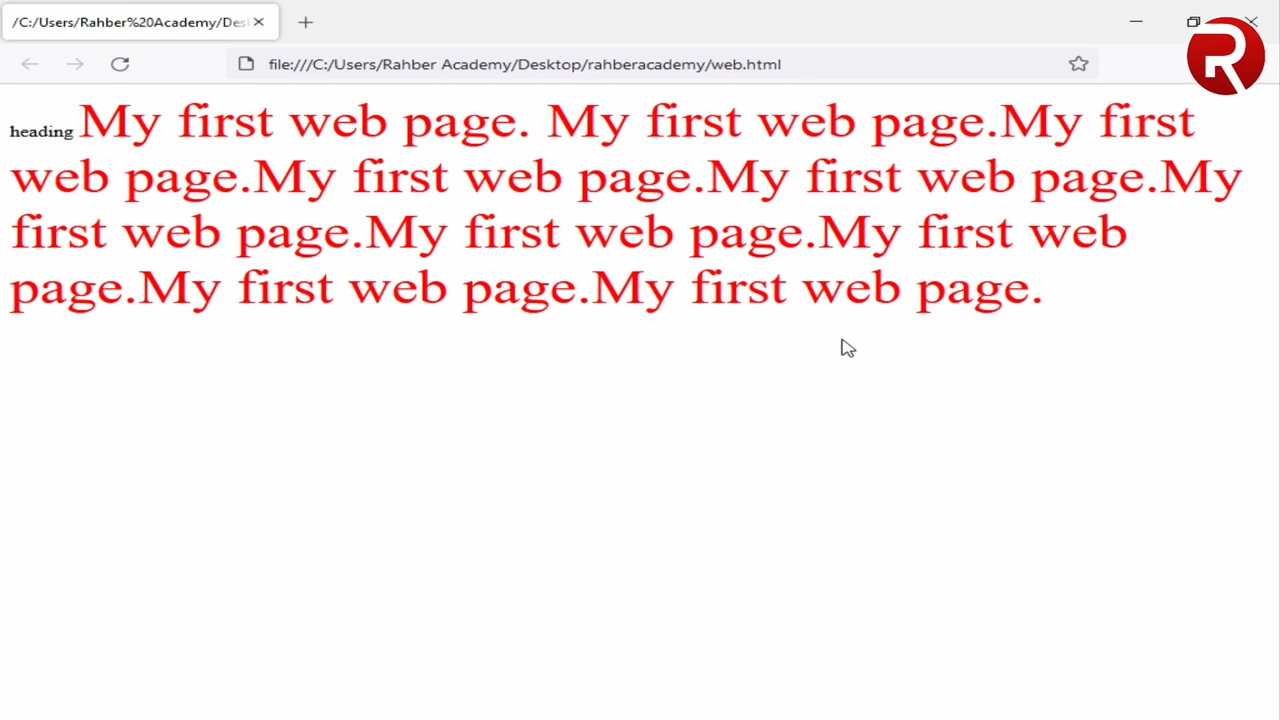 /C:/Users/Rahber%20Academy/Des
file:///C:/Users/Rahber Academy/Desktop/rahberacademy/web.html
R
heading My first web page. My first web page.My first
web page.My first web page.My first web page.My
first web page.My first web page.My first web
page.My first web page.My first web page.